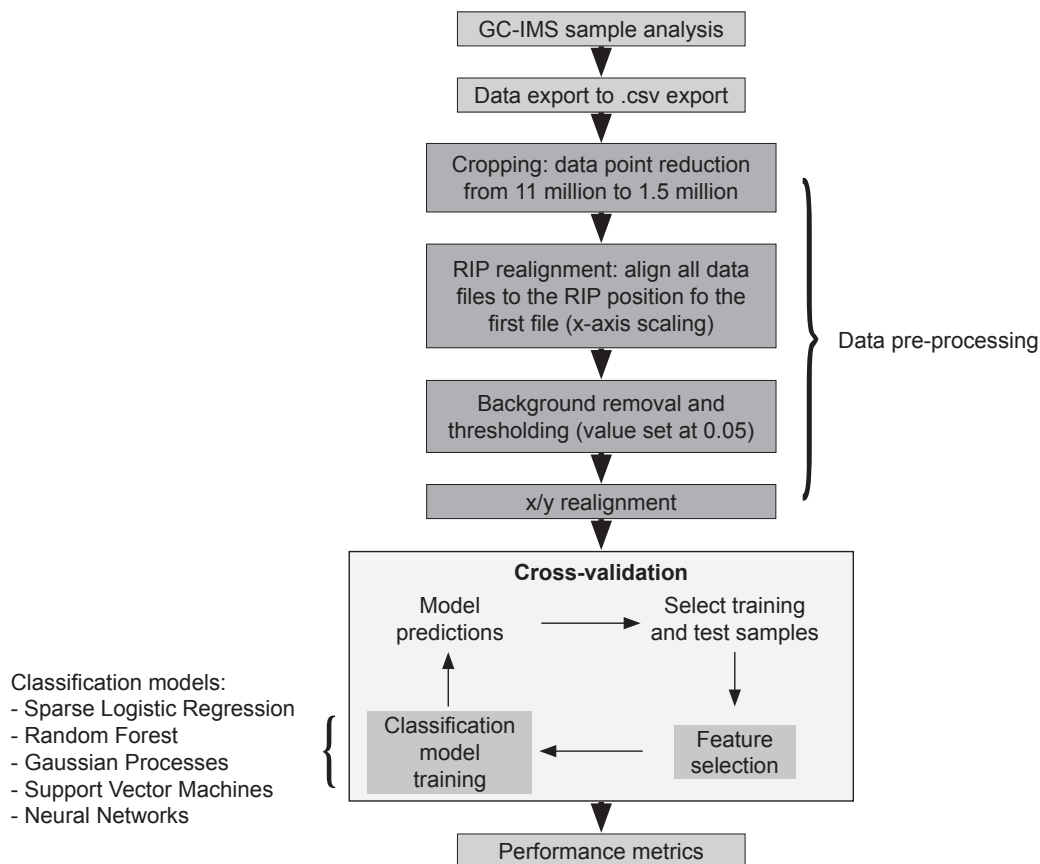 GC-IMS sample analysis
Data export to .csv export
Cropping: data point reduction
from 11 million to 1.5 million
RIP realignment: align all data
files to the RIP position fo the
first file (x-axis scaling)
Data pre-processing
Background removal and
thresholding (value set at 0.05)
x/y realignment
Cross-validation
Model
predictions
Select training
and test samples
Classification models:
- Sparse Logistic Regression
- Random Forest
- Gaussian Processes
- Support Vector Machines
- Neural Networks
Classification
model
training
Feature
selection
Performance metrics